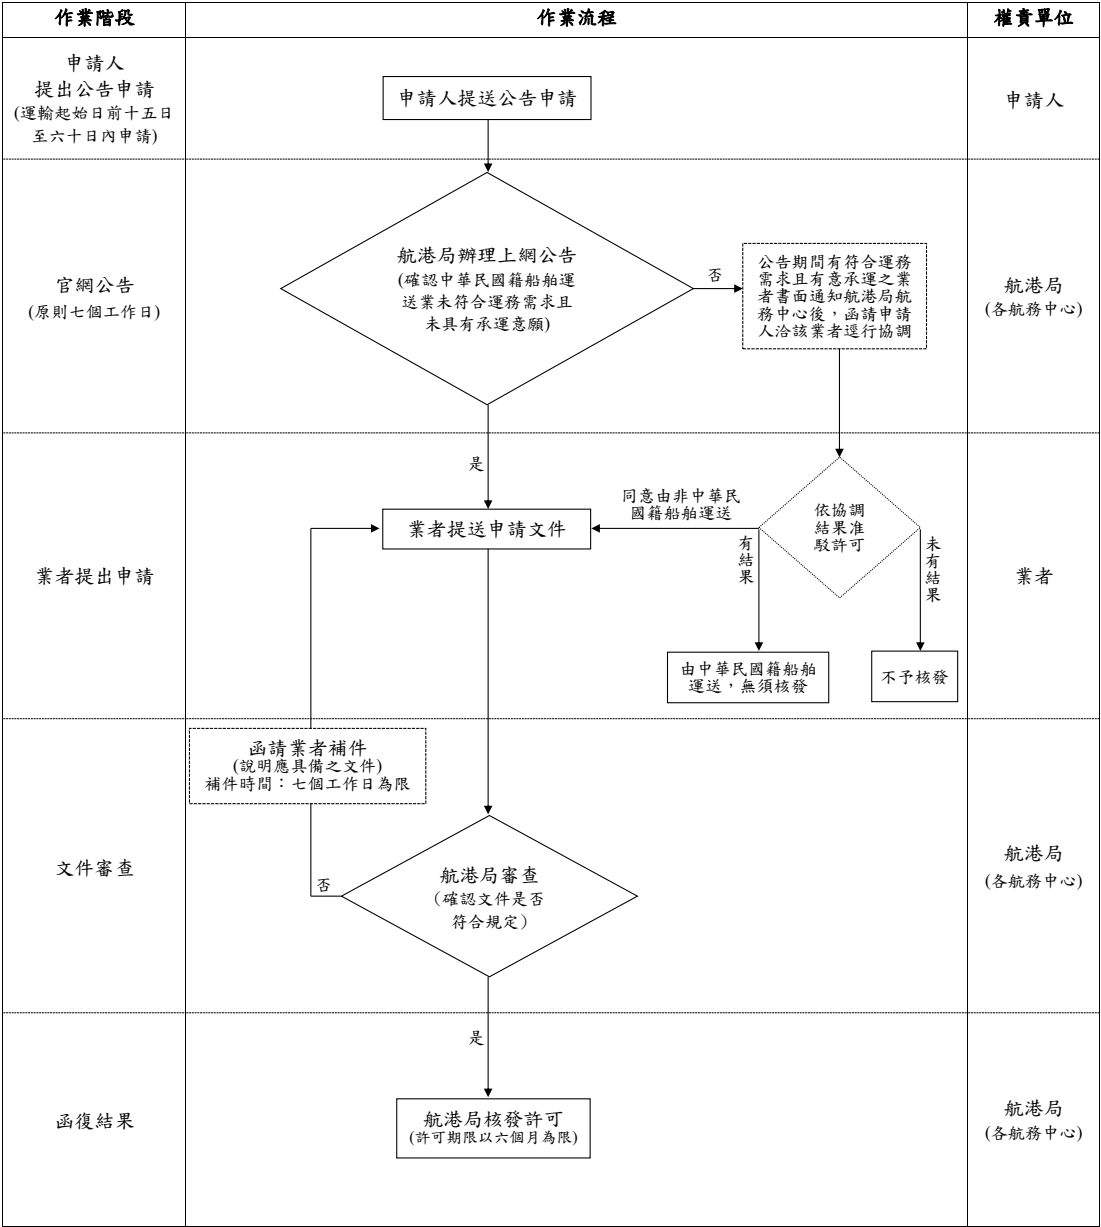 作業階段
作業流程
權責單位
申請人
提出公告申請
(運輸起始日前十五日
至六十日內申請)
申請人提送公告申請
申請人
官網公告
(原則七個工作日)
航港局辦理上網公告
(確認中華民國籍船舶運
送業未符合運務需求且
未具有承運意願)
否
公告期間有符合運務
需求且有意承運之業
者書面通知航港局航
務中心後，函請申請
人洽該業者逕行協調
航港局
(各航務中心)
是
業者提出申請
業者提送申請文件
同意由非中華民
國籍船舶運送
依協調
結果准
駁許可
有結果
未有結果
由中華民國籍船舶
運送，無須核發
不予核發
業者
文件審查
函請業者補件
(說明應具備之文件)
補件時間：七個工作日為限
否
航港局審查
（確認文件是否
符合規定）
航港局
(各航務中心)
是
函復結果
航港局核發許可
(許可期限以六個月為限)
航港局
(各航務中心)